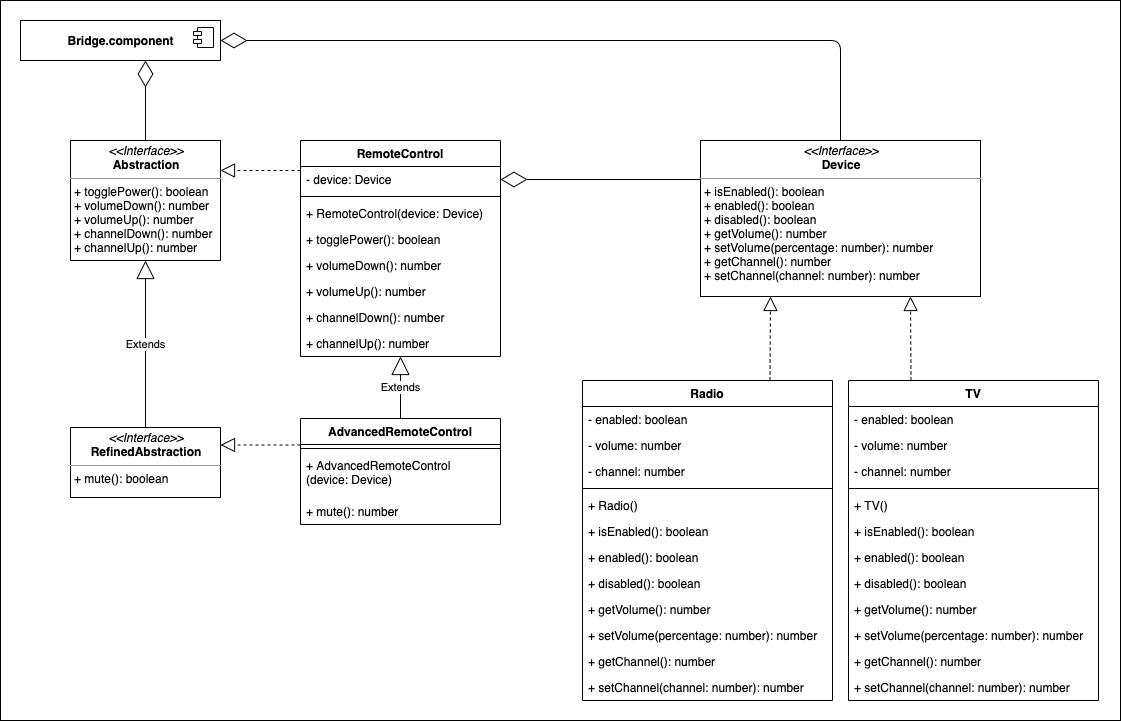 Bridge.component
<<Interface>>
Abstraction
+ togglePower(): boolean
+ volumeDown(): number
+ volumeUp(): number
+ channelDown(): number
+ channelUp(): number
RemoteControl
- device: Device
+ RemoteControl(device: Device)
+ togglePower(): boolean
+ volumeDown(): number
+ volumeUp(): number
+ channelDown(): number
+ channelUp(): number
<<Interface>>
Device
+ isEnabled(): boolean
+ enabled(): boolean
+ disabled(): boolean
+ getVolume(): number
+ setVolume(percentage: number): number
+ getChannel(): number
+ setChannel(channel: number): number
Extends
Extends
<<Interface>>
RefinedAbstraction
+ mute(): boolean
AdvancedRemoteControl
+ AdvancedRemoteControl
(device: Device)
+ mute(): number
Radio
- enabled: boolean
- volume: number
- channel: number
+ Radio()
+ isEnabled(): boolean
+ enabled(): boolean
+ disabled(): boolean
+ getVolume(): number
+ setVolume(percentage: number): number
+ getChannel(): number
+ setChannel(channel: number): number
TV
- enabled: boolean
- volume: number
- channel: number
+ TV()
+ isEnabled(): boolean
+ enabled(): boolean
+ disabled(): boolean
+ getVolume(): number
+ setVolume(percentage: number): number
+ getChannel(): number
+ setChannel(channel: number): number